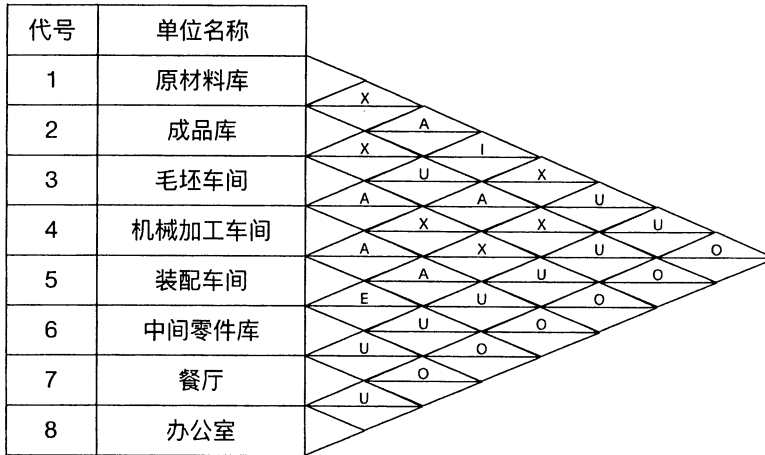 代号 单位名称
1 原材料库
X
2 成品库 A
X I
3 毛坯车间 U X
A A U
4 机械加工车间 X X U
A X U O
5 装配车间 A U O
E U O
6 中间零件库 U O
U O
7 餐厅 O
U
8 办公室